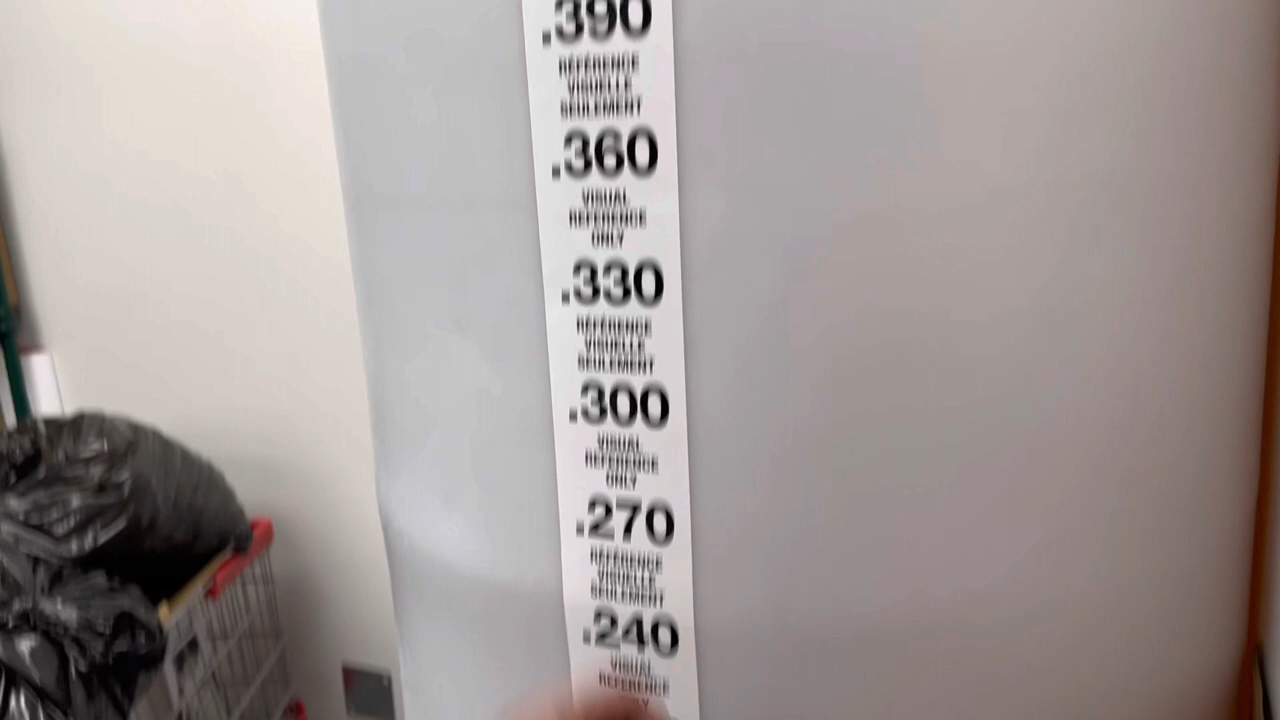 .390
RÉFÉRENCE
VISUELLE
SEULEMENT
.360
VISUAL
REFERENCE
ONLY
.330
RÉFÉRENCE
VISUELLE
SEULEMENT
.300
VISUAL
REFERENCE
ONLY
.270
RÉFÉRENCE
VISUELLE
SEULEMENT
.240
VISUAL
REFERENCE